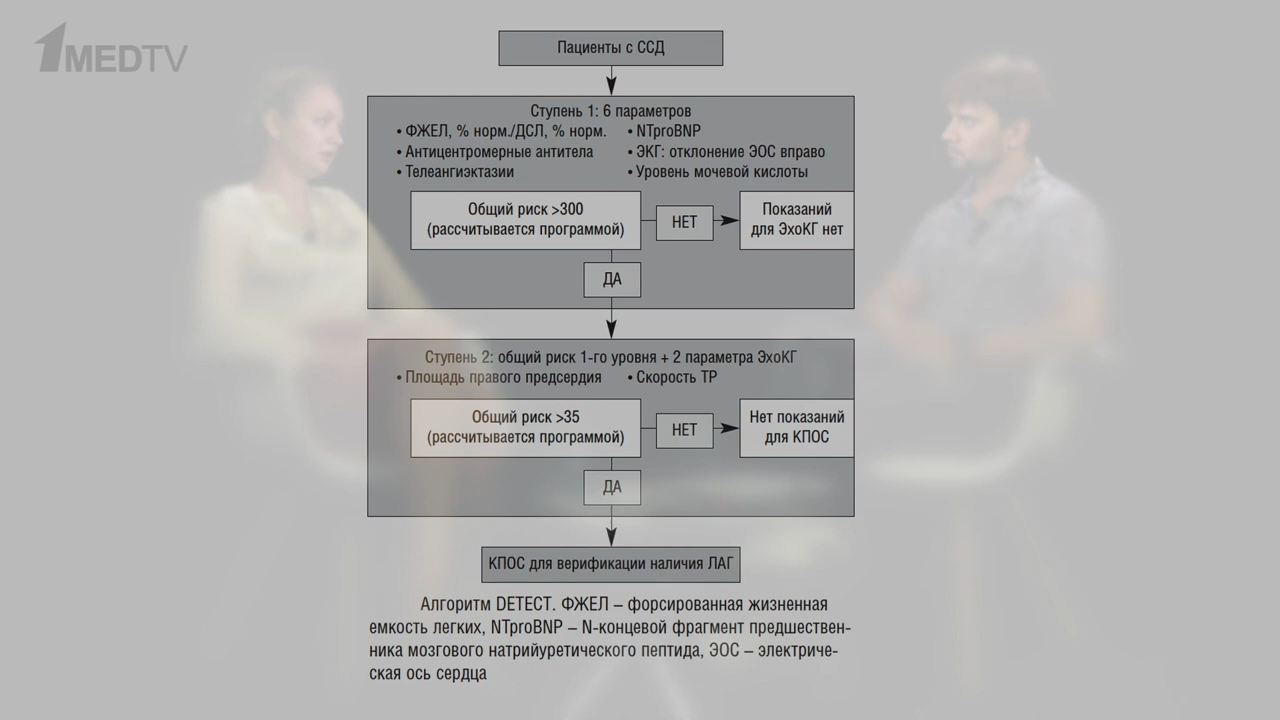 1MEDTV
Пациенты с ССД
Ступень 1: 6 параметров
• ФЖЕЛ, % норм./ДСЛ, % норм.
• Антицентромерные антитела
• Телеангиэктазии
• NTproBNP
• ЭКГ: отклонение ЭОС вправо
• Уровень мочевой кислоты
Общий риск >300
(рассчитывается программой)
НЕТ
Показаний
для ЭхоКГ нет
ДА
Ступень 2: общий риск 1-го уровня + 2 параметра ЭхоКГ
• Площадь правого предсердия
• Скорость ТР
Общий риск >35
(рассчитывается программой)
НЕТ
Нет показаний
для КПОС
ДА
КПОС для верификации наличия ЛАГ
Алгоритм DETECT. ФЖЕЛ – форсированная жизненная
емкость легких, NTproBNP – N-концевой фрагмент предшествен-
ника мозгового натрийуретического пептида, ЭОС – электриче-
ская ось сердца